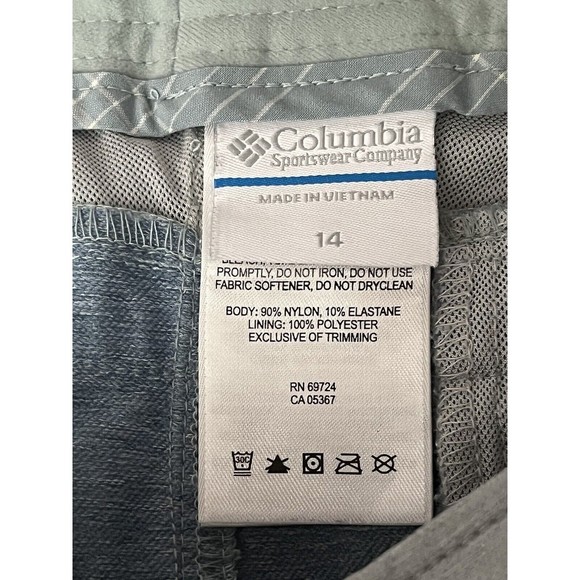 Columbia
Sportswear Company
MADE IN VIETNAM
14
PROMPTLY, DO NOT IRON, DO NOT USE
FABRIC SOFTENER, DO NOT DRYCLEAN
BODY: 90% NYLON, 10% ELASTANE
LINING: 100% POLYESTER
EXCLUSIVE OF TRIMMING
RN 69724
CA 05367
30C